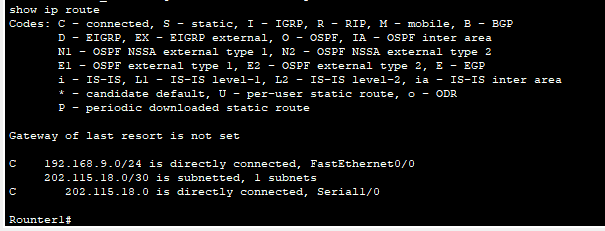 show ip route
Codes: C - connected, S - static, I - IGRP, R - RIP, M - mobile, B - BGP
D - EIGRP, EX - EIGRP external, O - OSPF, IA - OSPF inter area
N1 - OSPF NSSA external type 1, N2 - OSPF NSSA external type 2
E1 - OSPF external type 1, E2 - OSPF external type 2, E - EGP
i - IS-IS, L1 - IS-IS level-1, L2 - IS-IS level-2, ia - IS-IS inter area
* - candidate default, U - per-user static route, o - ODR
P - periodic downloaded static route
Gateway of last resort is not set
C 192.168.9.0/24 is directly connected, FastEthernet0/0
202.115.18.0/30 is subnetted, 1 subnets
C 202.115.18.0 is directly connected, Serial1/0
Rounter1#